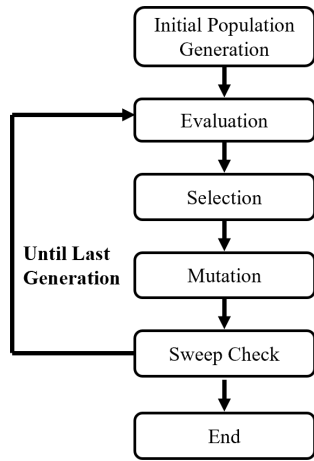 Initial Population
Generation
Evaluation
Selection
Until Last
Generation
Mutation
Sweep Check
End